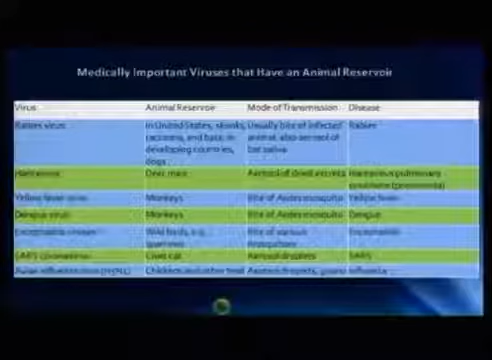 Medically Important Viruses that Have an Animal Reservoir
Virus Animal Reservoir Mode of Transmission Disease
Rabies virus In United States, skunks, Usually bite of infected Rabies
raccoons, and bats; in animal; also aerosol of
developing countries, bat saliva
dogs
Hantavirus Deer mice Aerosol of dried excreta Hantavirus pulmonary
syndrome (pneumonia)
Yellow fever virus Monkeys Bite of Aedes mosquito Yellow fever
Dengue virus Monkeys Bite of Aedes mosquito Dengue
Encephalitis viruses Wild birds, e.g., Bite of various Encephalitis
sparrows mosquitoes
SARS coronavirus Civet cat Aerosol droplets SARS
Avian influenza virus (H5N1) Chickens and other fowl Aerosol droplets, guano Influenza